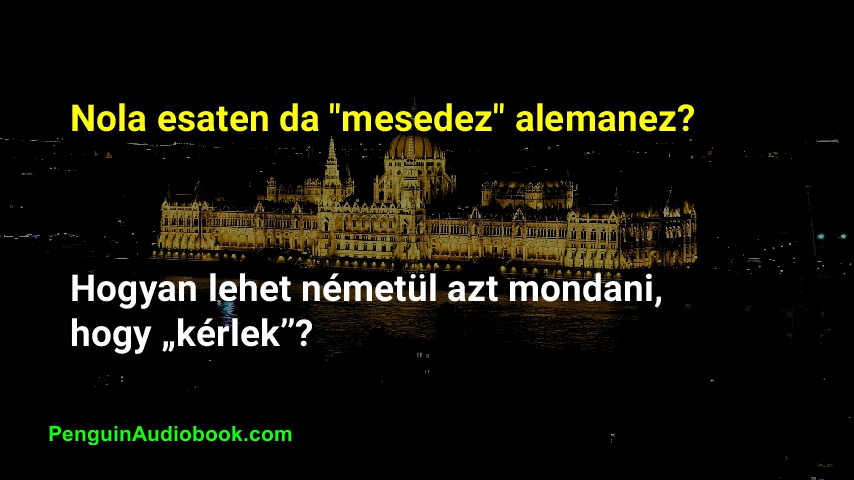 Nola esaten da "mesedez" alemanez?
Hogyan lehet németül azt mondani,
hogy „kérlek”?
PenguinAudiobook.com